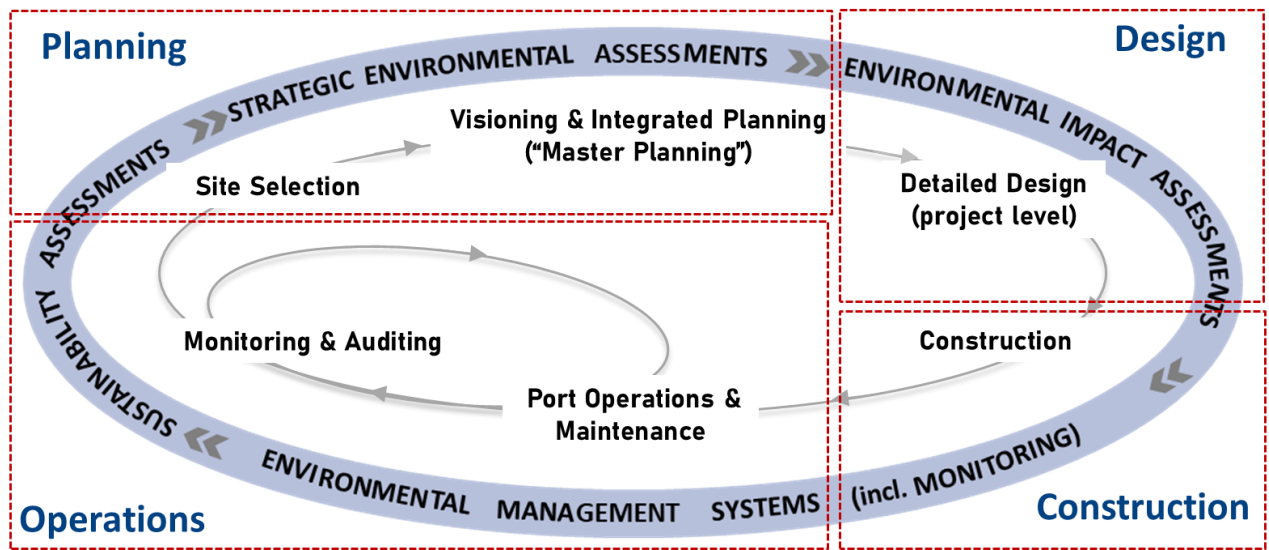 Planning
Design
STRATEGIC ENVIRONMENTAL ASSESSMENTS
ENVIRONMENTAL IMPACT ASSESSMENTS
Visioning & Integrated Planning
(“Master Planning”)
Site Selection
Detailed Design
(project level)
Monitoring & Auditing
Construction
Port Operations &
Maintenance
SUSTAINABILITY ASSESSMENTS
ENVIRONMENTAL MANAGEMENT SYSTEMS (incl. MONITORING)
Operations
Construction